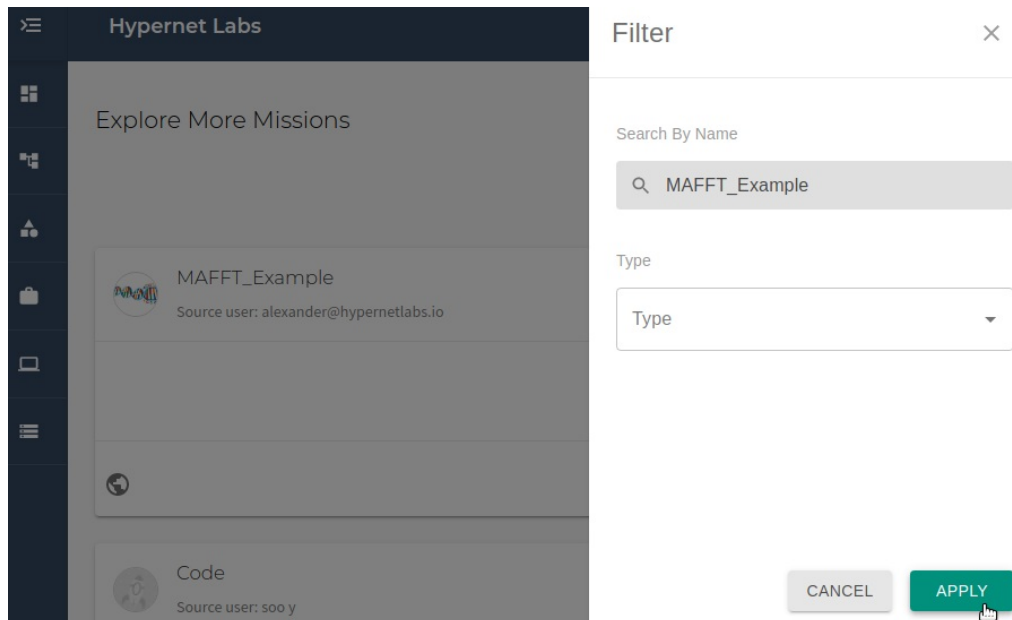 Hypernet Labs
Explore More Missions
MAFFT_Example
Source user: alexander@hypernetlabs.io
Code
Source user: soo y
Filter
Search By Name
MAFFT_Example
Type
Type
CANCEL
APPLY